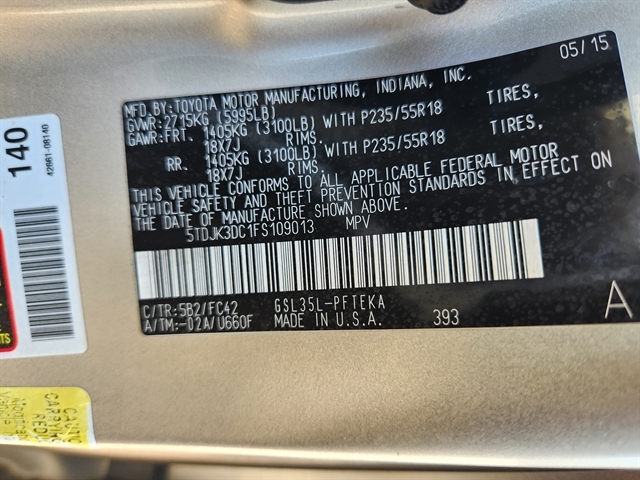 05/15
MFD.BY:TOYOTA MOTOR MANUFACTURING, INDIANA, INC.
GVWR:2715KG (5995LB)
GAWR:FRT. 1405KG (3100LB) WITH P235/55R18 TIRES,
18X7J RIMS.
RR. 1405KG (3100LB) WITH P235/55R18 TIRES,
18X7J RIMS.
THIS VEHICLE CONFORMS TO ALL APPLICABLE FEDERAL MOTOR
VEHICLE SAFETY AND THEFT PREVENTION STANDARDS IN EFFECT ON
THE DATE OF MANUFACTURE SHOWN ABOVE.
5TDJK3DC1FS109013 MPV
C/TR:5B2/FC42 GSL35L-PFTEKA
A/TM:-02A/U660F MADE IN U.S.A. 393
A
140
42661-08140